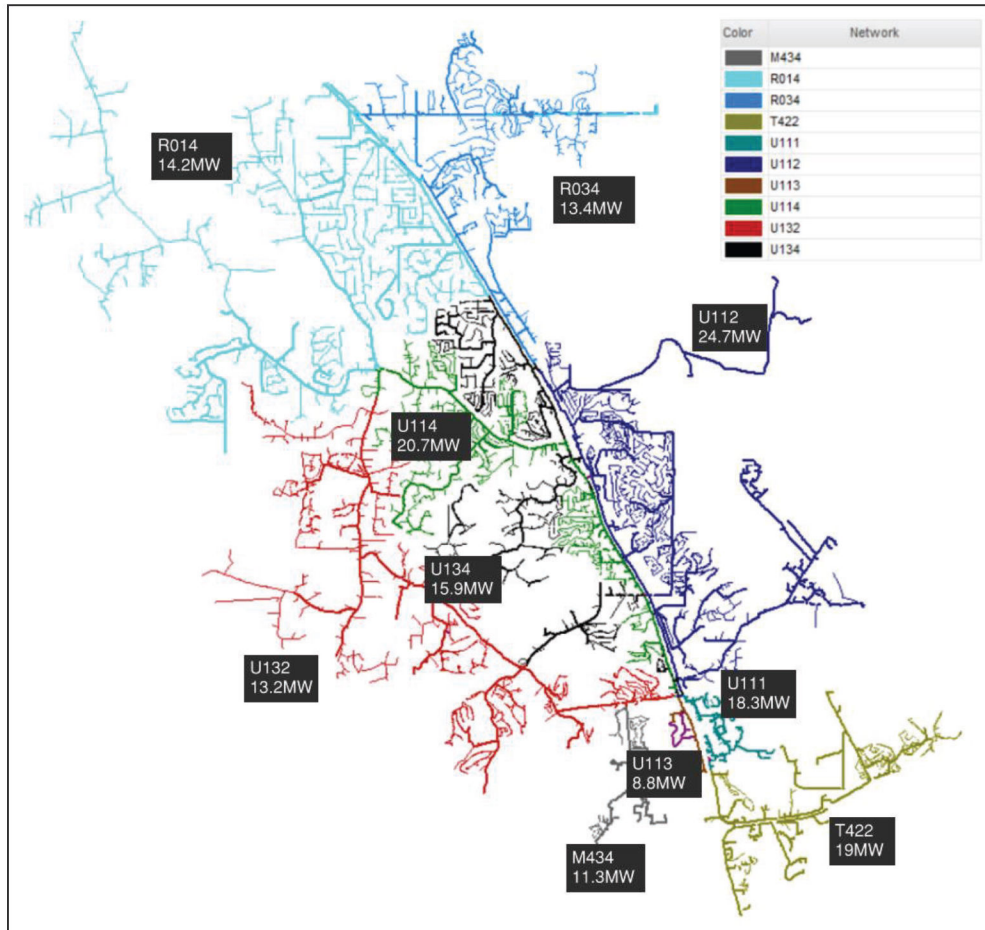 Color Network
M434
R014
R034
T422
U111
U112
U113
U114
U132
U134
R014
14.2MW
R034
13.4MW
U112
24.7MW
U114
20.7MW
U134
15.9MW
U132
13.2MW
U111
18.3MW
U113
8.8MW
T422
19MW
M434
11.3MW